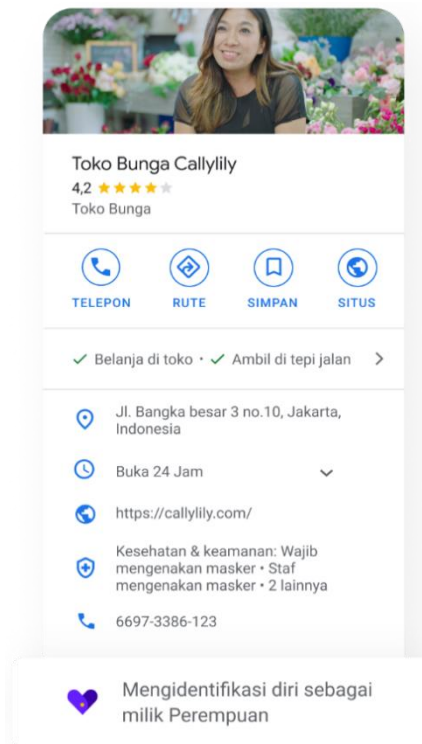 Toko Bunga Callylily
4,2
Toko Bunga
TELEPON RUTE SIMPAN SITUS
Belanja di toko · Ambil di tepi jalan
Jl. Bangka besar 3 no.10, Jakarta,
Indonesia
Buka 24 Jam
https://callylily.com/
Kesehatan & keamanan: Wajib
mengenakan masker • Staf
mengenakan masker • 2 lainnya
6697-3386-123
Mengidentifikasi diri sebagai
milik Perempuan